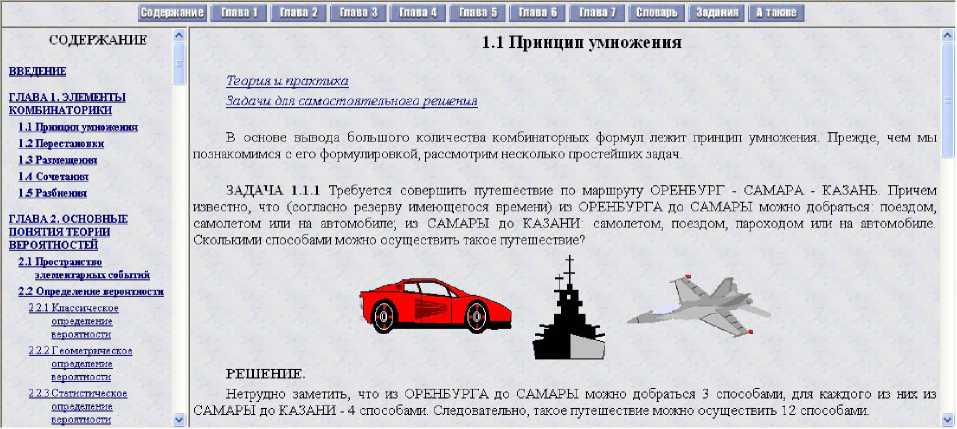 Содержание Глава 1 Глава 2 Глава 3 Глава 4 Глава 5 Глава 6 Глава 7 Словарь Задания А также
СОДЕРЖАНИЕ
ВВЕДЕНИЕ
ГЛАВА 1. ЭЛЕМЕНТЫ
КОМБИНАТОРИКИ
1.1 Принцип умножения
1.2 Перестановки
1.3 Размещения
1.4 Сочетания
1.5 Разбиения
ГЛАВА 2. ОСНОВНЫЕ
ПОНЯТИЯ ТЕОРИИ
ВЕРОЯТНОСТЕЙ
2.1 Пространство
элементарных событий
2.2 Определение вероятности
2.2.1 Классическое
определение
вероятности
2.2.2 Геометрическое
определение
вероятности
2.2.3 Статистическое
определение
вероятности
1.1 Принцип умножения
Теория и практика
Задачи для самостоятельного решения
В основе вывода большого количества комбинаторных формул лежит принцип умножения. Прежде, чем мы
познакомимся с его формулировкой, рассмотрим несколько простейших задач.
ЗАДАЧА 1.1.1 Требуется совершить путешествие по маршруту ОРЕНБУРГ - САМАРА - КАЗАНЬ. Причем
известно, что (согласно резерву имеющегося времени) из ОРЕНБУРГА до САМАРЫ можно добраться: поездом,
самолетом или на автомобиле; из САМАРЫ до КАЗАНИ: самолетом, поездом, пароходом или на автомобиле.
Сколькими способами можно осуществить такое путешествие?
РЕШЕНИЕ.
Нетрудно заметить, что из ОРЕНБУРГА до САМАРЫ можно добраться 3 способами, для каждого из них из
САМАРЫ до КАЗАНИ - 4 способами. Следовательно, такое путешествие можно осуществить 12 способами.